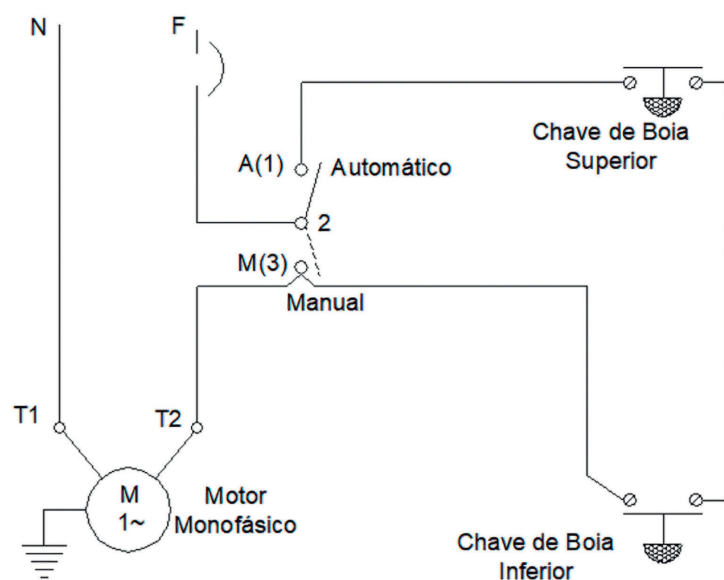 N
F
A(1)
Automático
2
M(3)
Manual
Chave de Boia
Superior
T1
T2
M
1~
Motor
Monofásico
Chave de Boia
Inferior